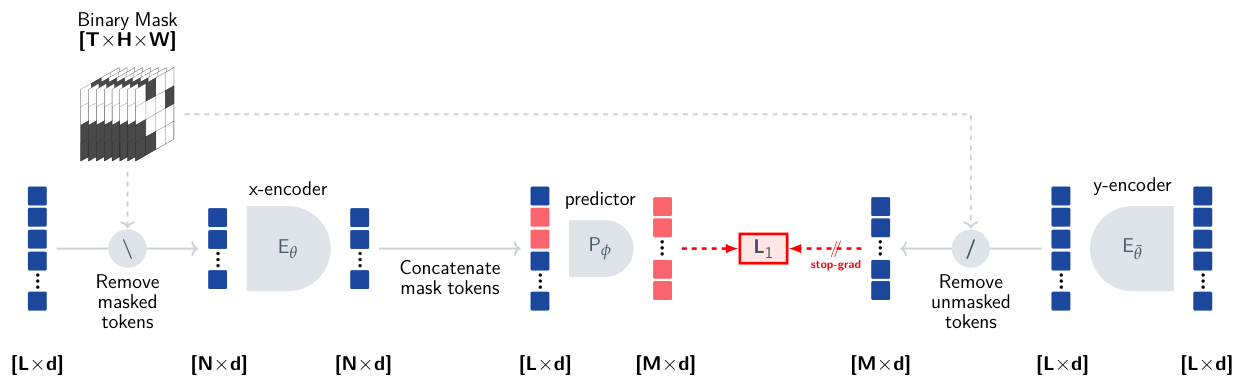 Binary Mask
[T×H×W]
x-encoder
predictor
y-encoder
\
E_θ
P_ϕ
L_1
//
stop-grad
/
E_θ̄
Remove
masked
tokens
Concatenate
mask tokens
Remove
unmasked
tokens
[L×d]
[N×d]
[N×d]
[L×d]
[M×d]
[M×d]
[L×d]
[L×d]